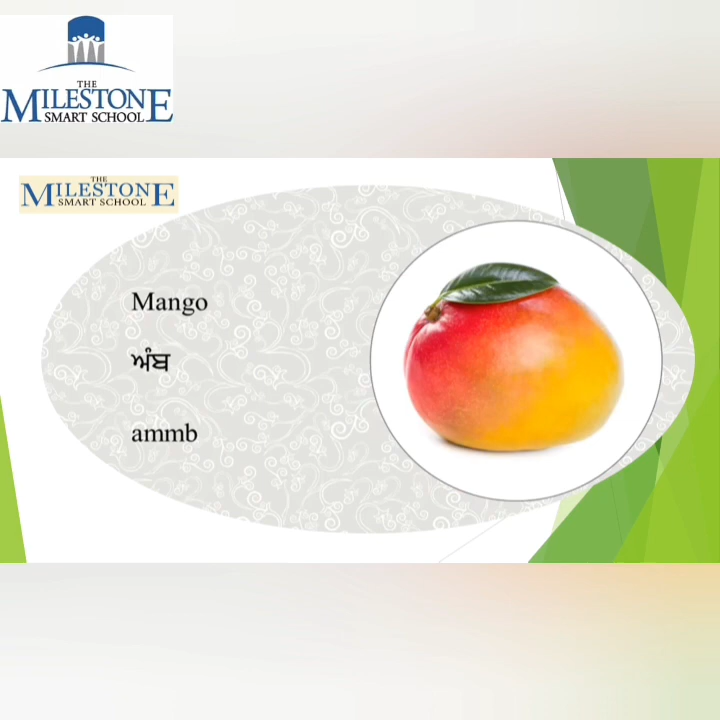 THE
MILESTONE
SMART SCHOOL
THE
MILESTONE
SMART SCHOOL
Mango
ਅੰਬ
ammb